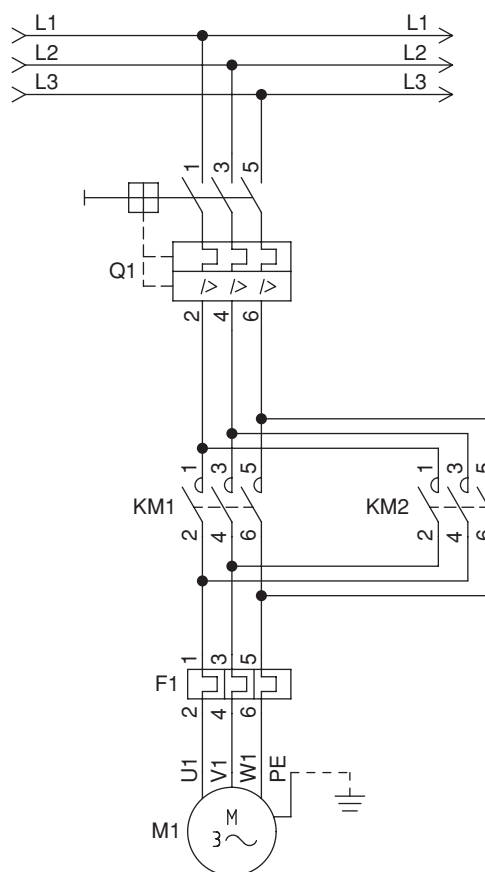 L1 L1
L2 L2
L3 L3
1 3 5
Q1
I> I> I>
2 4 6
1 3 5 1 3 5
KM1 KM2
2 4 6 2 4 6
1 3 5
F1
2 4 6
U1 V1 W1 PE
M1 M
3